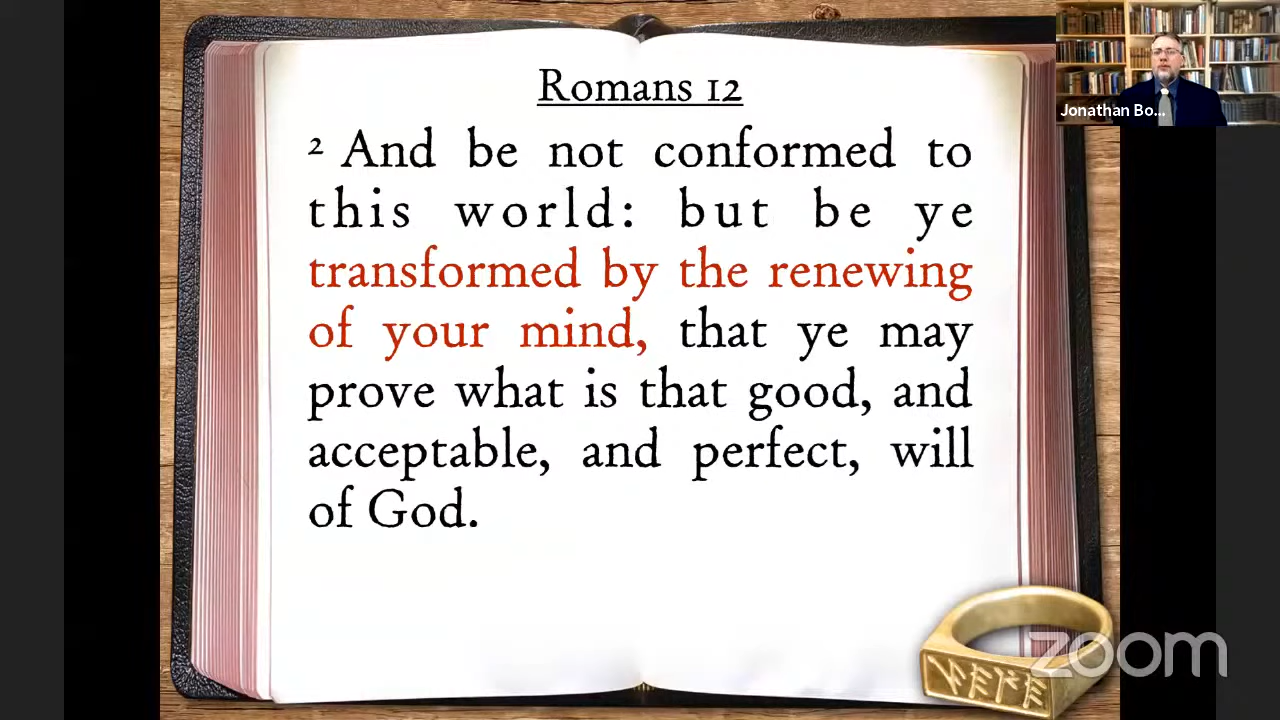 Romans 12
2 And be not conformed to
this world: but be ye
transformed by the renewing
of your mind, that ye may
prove what is that good, and
acceptable, and perfect, will
of God.
Jonathan Bo...
zoom